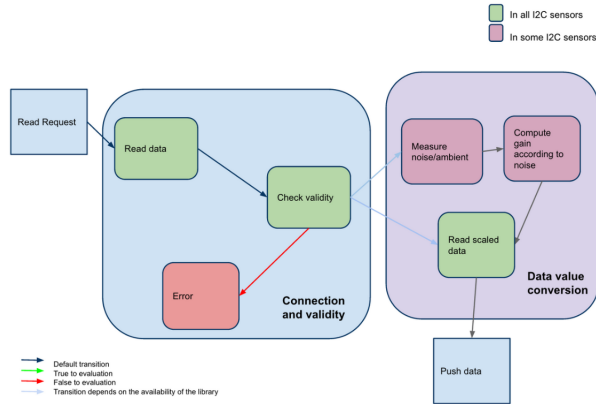 In all I2C sensors
In some I2C sensors
Read Request
Read data
Check validity
Error
Connection
and validity
Measure
noise/ambient
Compute
gain
according to
noise
Read scaled
data
Data value
conversion
Push data
Default transition
True to evaluation
False to evaluation
Transition depends on the availability of the library